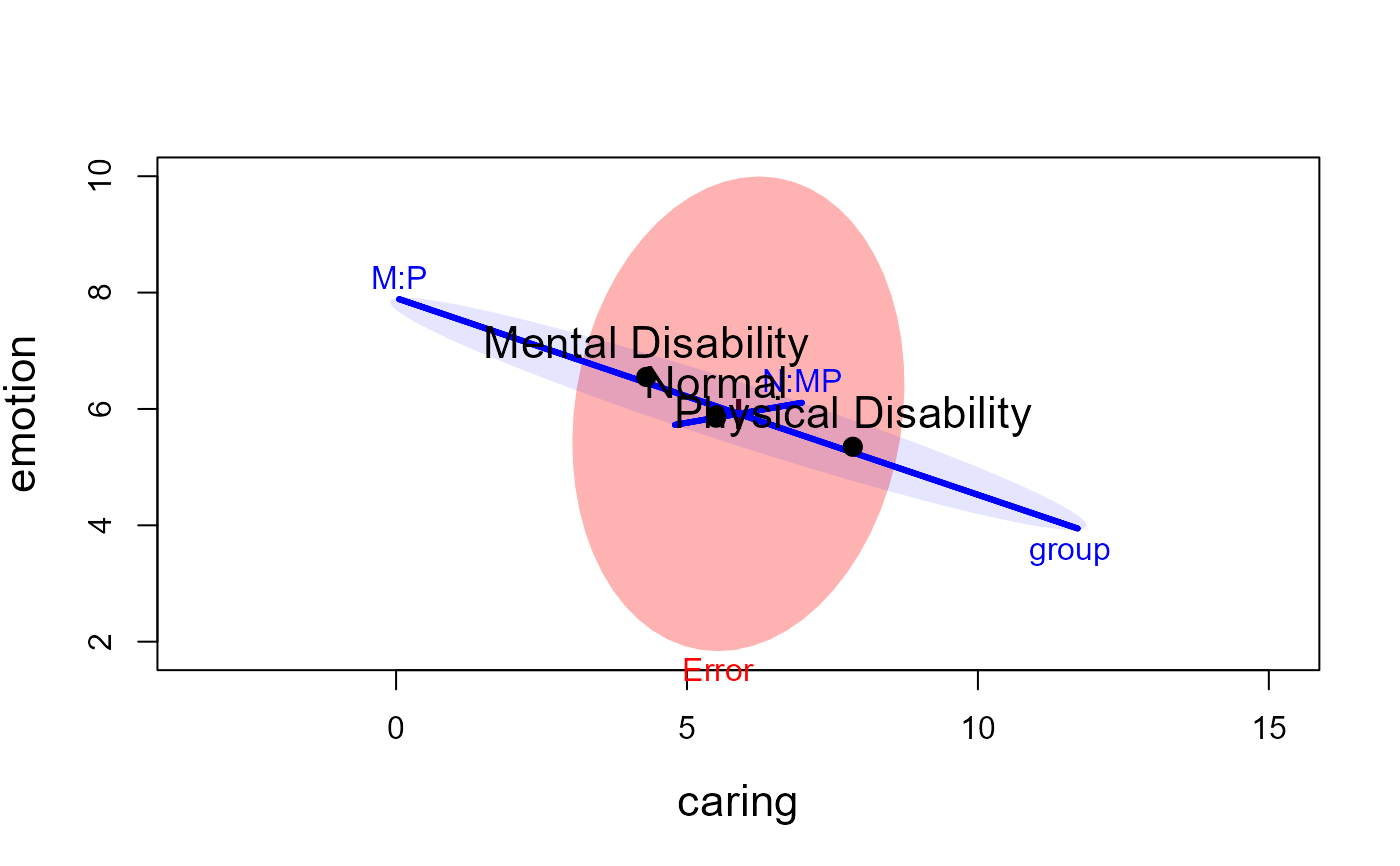 10
8
6
4
2
emotion
M:P
Mental Disability
N:MP
Normal
Physical Disability
group
Error
0 5 10 15
caring